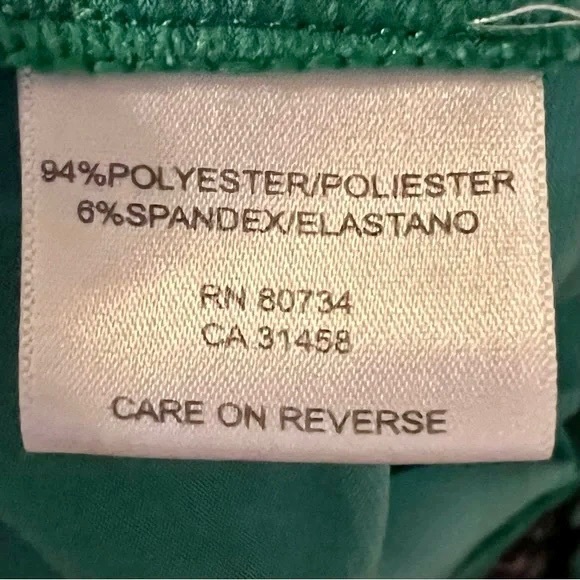 94%POLYESTER/POLIESTER
6%SPANDEX/ELASTANO
RN 80734
CA 31458
CARE ON REVERSE